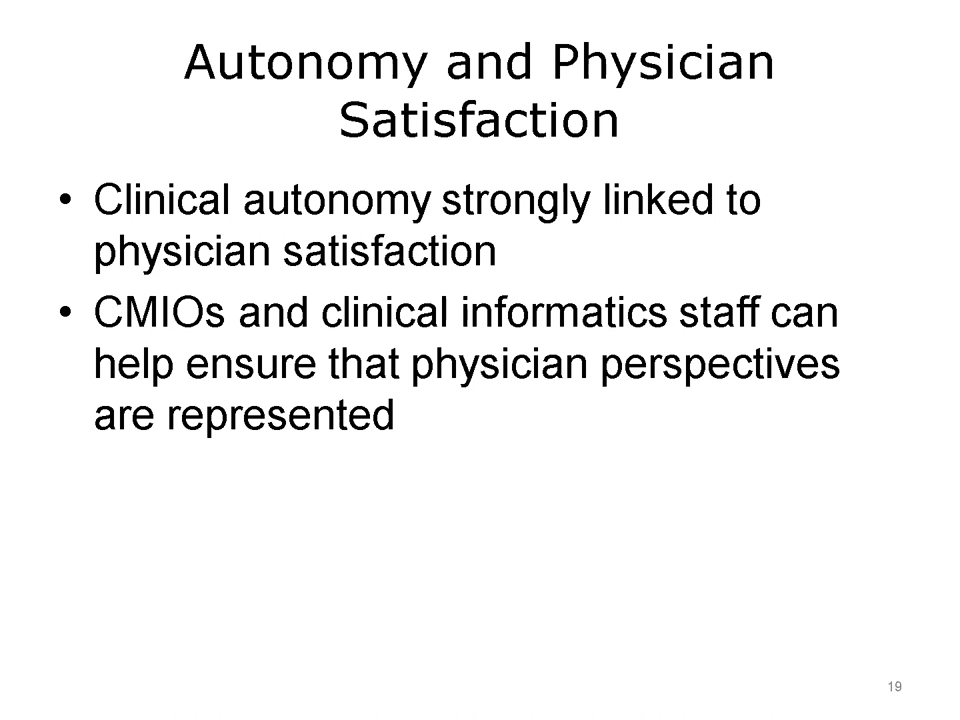 Autonomy and Physician
Satisfaction
• Clinical autonomy strongly linked to
physician satisfaction
• CMIOs and clinical informatics staff can
help ensure that physician perspectives
are represented
19